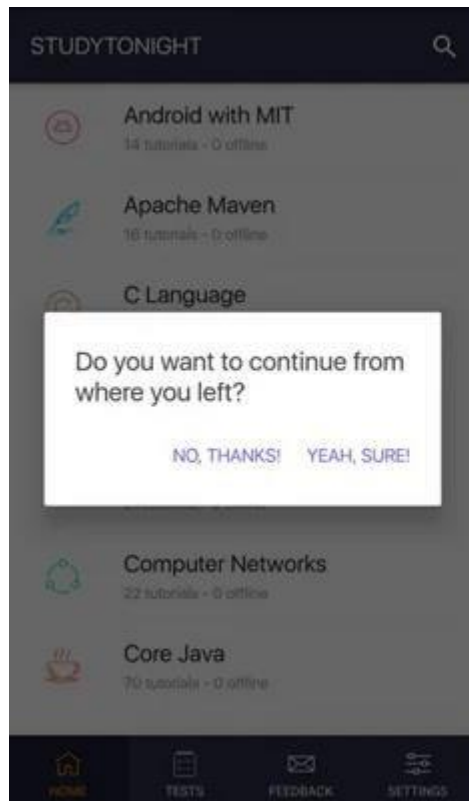 STUDYTONIGHT
Android with MIT
14 tutorials - 0 offline
Apache Maven
16 tutorials - 0 offline
C Language
Do you want to continue from
where you left?
NO, THANKS! YEAH, SURE!
Computer Networks
22 tutorials - 0 offline
Core Java
70 tutorials - 0 offline
HOME TESTS FEEDBACK SETTINGS